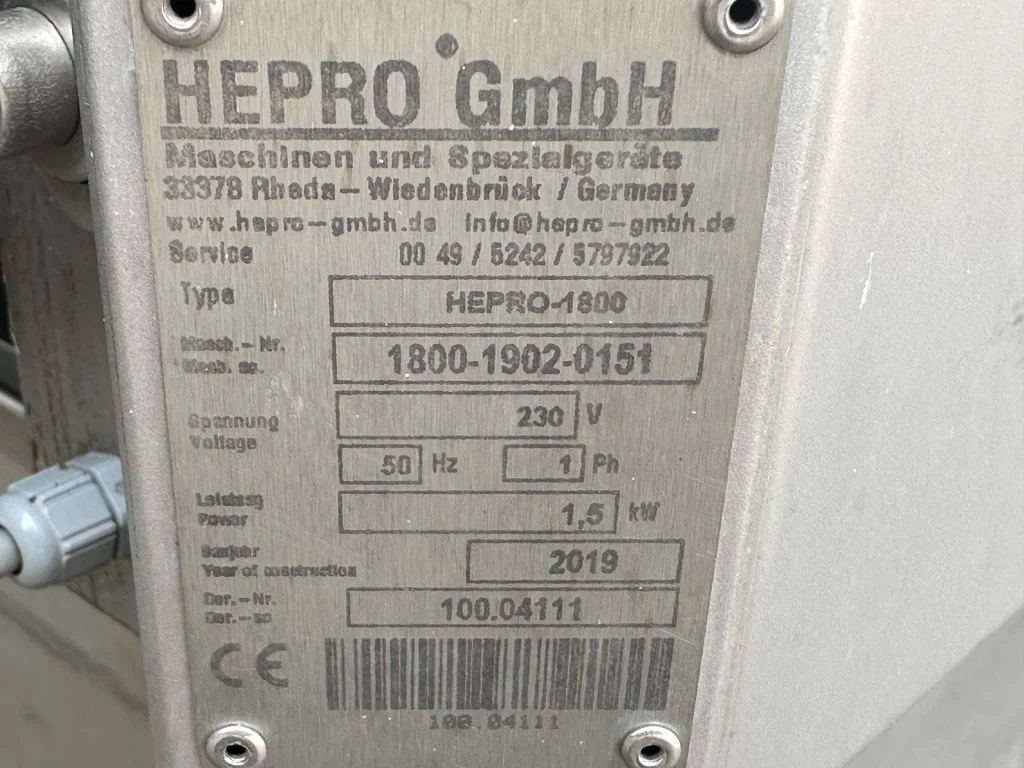 HEPRO® GmbH
Maschinen und Spezialgeräte
33378 Rheda-Wiedenbrück / Germany
www.hepro-gmbh.de info@hepro-gmbh.de
Service 00 49 / 5242 / 5797922
Type HEPRO-1800
Masch.-Nr. 1800-1902-0151
Spannung 230 V
Voltage
50 Hz 1 Ph
Leistung 1,5 kW
Power
Baujahr 2019
Year of construction
Nr. 100.04111
CE
100.04111